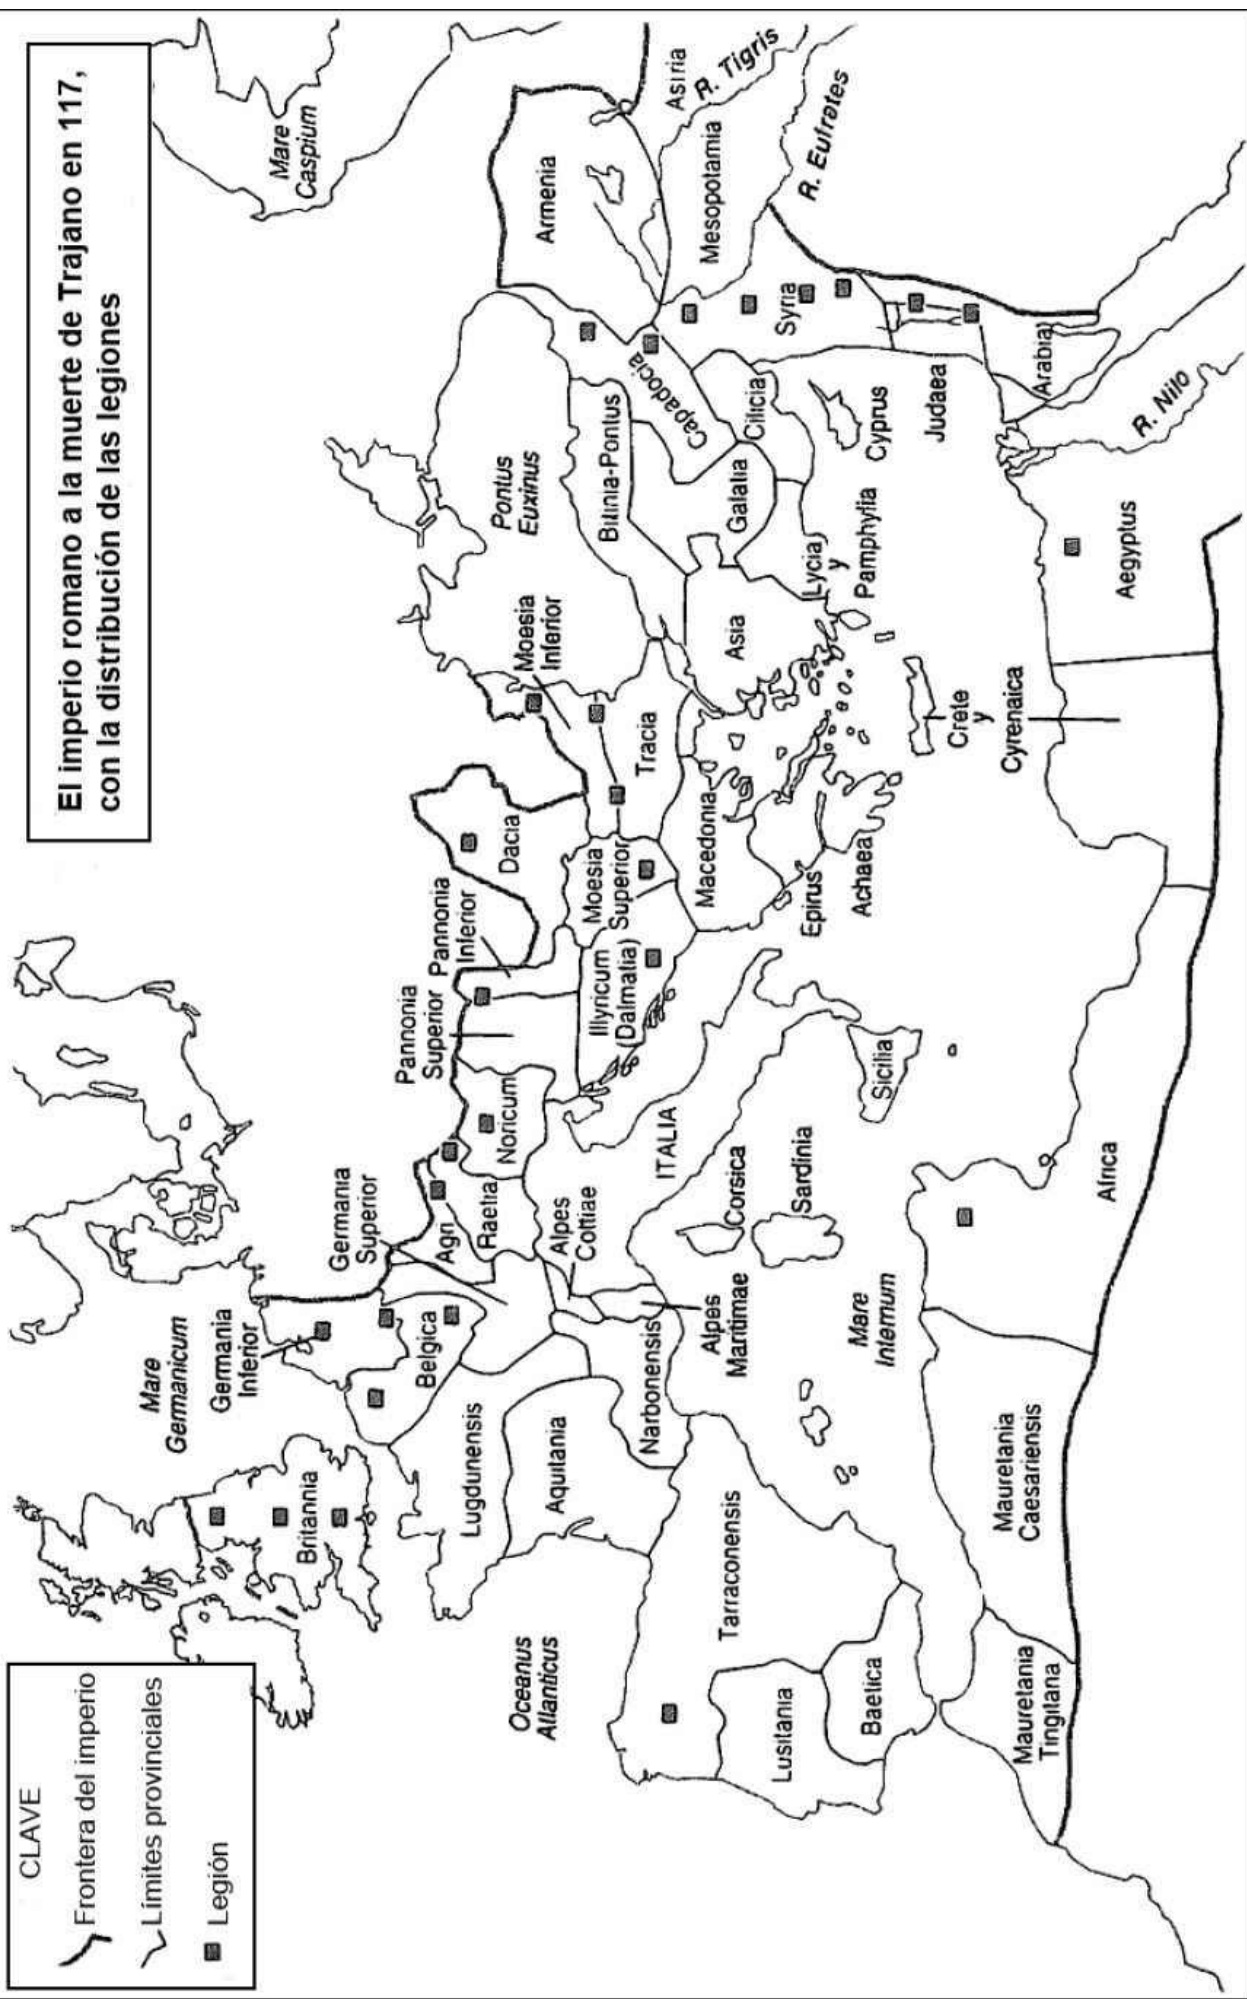 El imperio romano a la muerte de Trajano en 117,
con la distribución de las legiones
CLAVE
Frontera del imperio
Límites provinciales
Legión
Mare
Caspium
Mare
Germanicum
Germania
Inferior
Germania
Superior
Britannia
Belgica
Lugdunensis
Aquitania
Narbonensis
Agri
Raetia
Noricum
Alpes
Cottiae
Alpes
Maritimae
Pannonia
Superior
Pannonia
Inferior
Dacia
Moesia
Superior
Moesia
Inferior
Illyricum
(Dalmatia)
Tracia
Macedonia
Epirus
Achaea
Pontus
Euxinus
Bitinia-Pontus
Capadocia
Armenia
Asiria
R. Tigris
Mesopotamia
R. Eufretes
Galatia
Cilicia
Syria
Asia
Lycia
y
Pamphylia
Cyprus
Judaea
Arabia
R. Nilo
Aegyptus
Crete
y
Cyrenaica
ITALIA
Corsica
Sardinia
Sicilia
Mare
Internum
Africa
Oceanus
Atlanticus
Tarraconensis
Lusitania
Baetica
Mauretania
Caesariensis
Mauretania
Tingitana